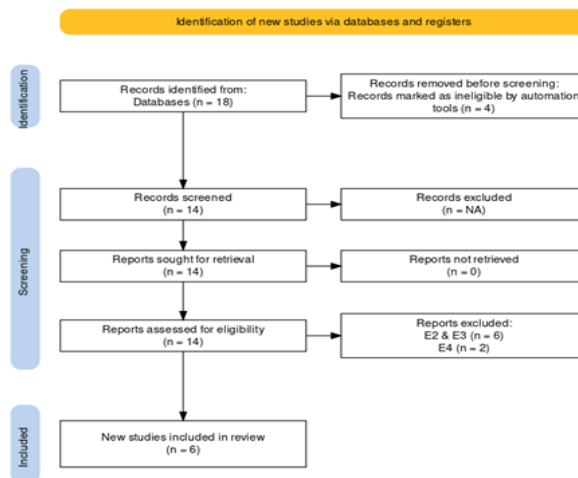 Identification of new studies via databases and registers
Identification
Records identified from:
Databases (n = 18)
Records removed before screening:
Records marked as ineligible by automation
tools (n = 4)
Screening
Records screened
(n = 14)
Records excluded
(n = NA)
Reports sought for retrieval
(n = 14)
Reports not retrieved
(n = 0)
Reports assessed for eligibility
(n = 14)
Reports excluded:
E2 & E3 (n = 6)
E4 (n = 2)
Included
New studies included in review
(n = 6)